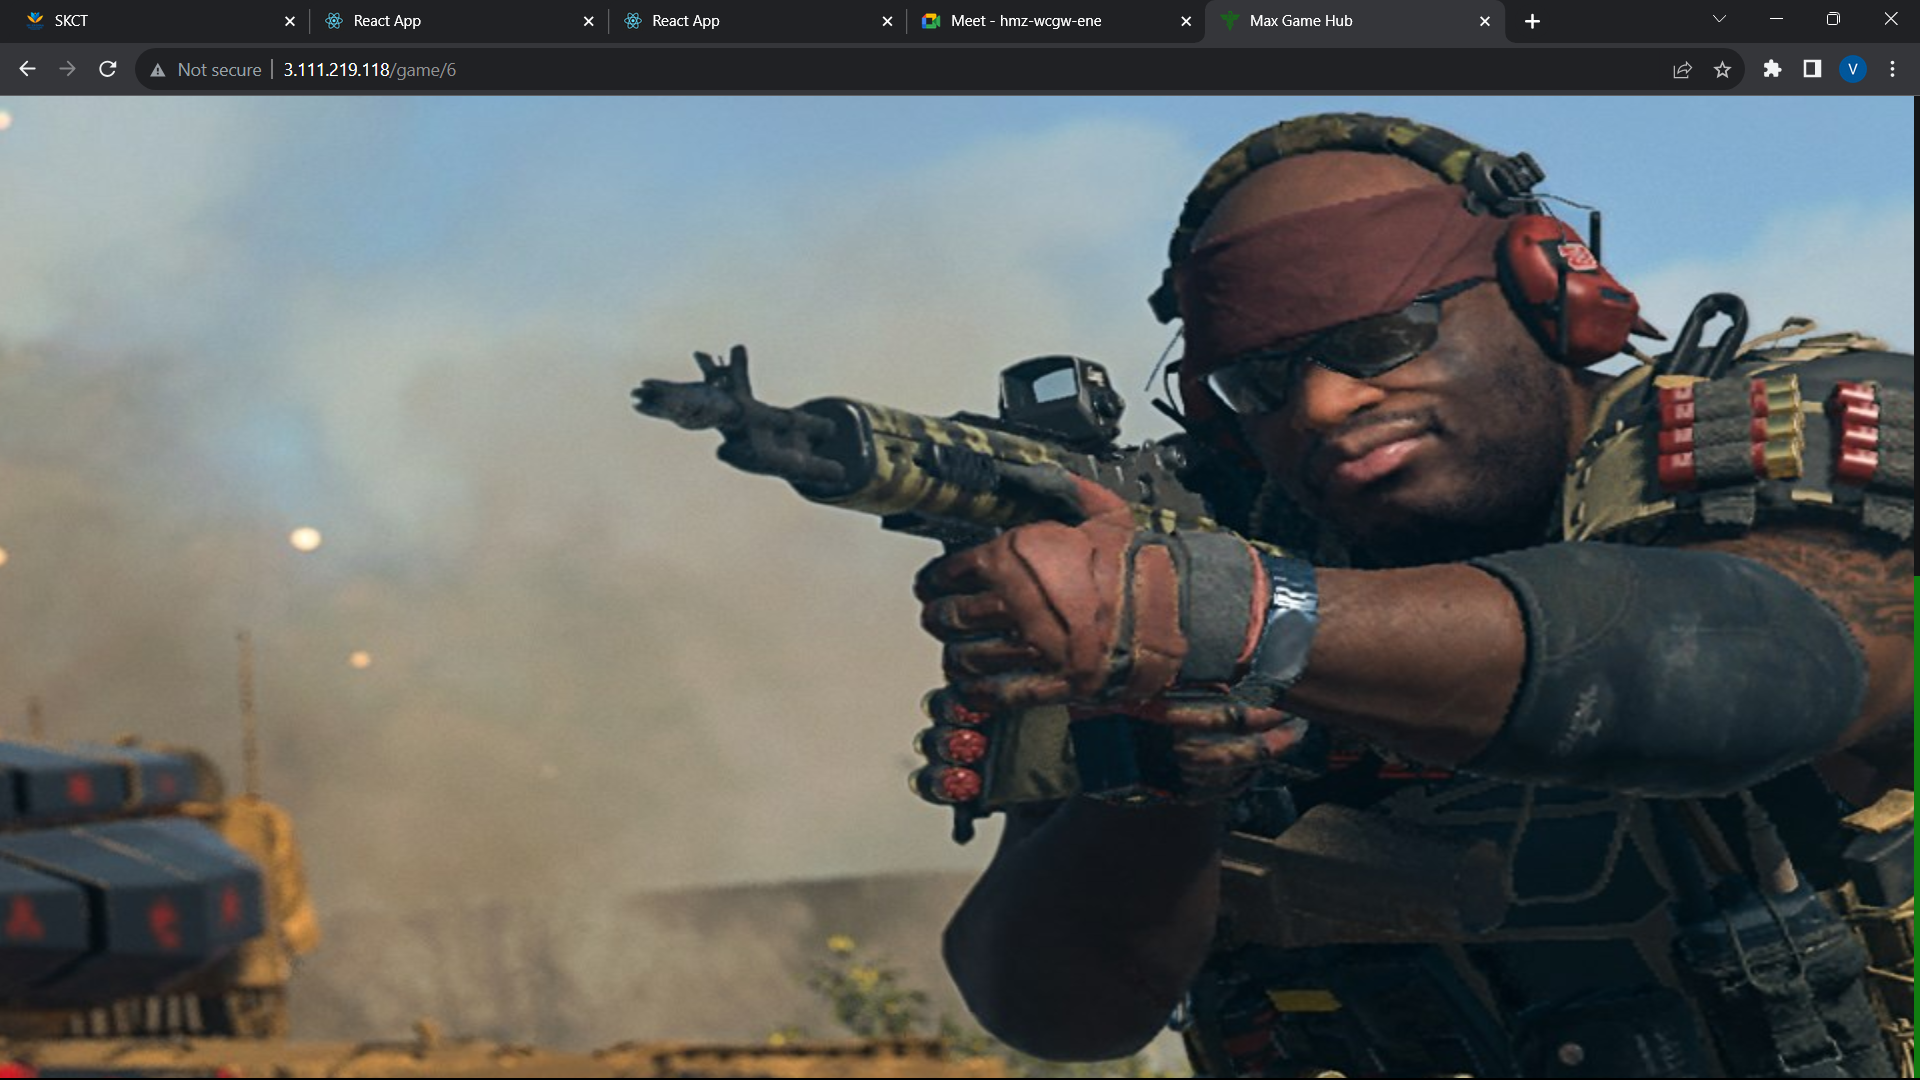 SKCT
React App
React App
Meet - hmz-wcgw-ene
Max Game Hub
Not secure
3.111.219.118/game/6
V